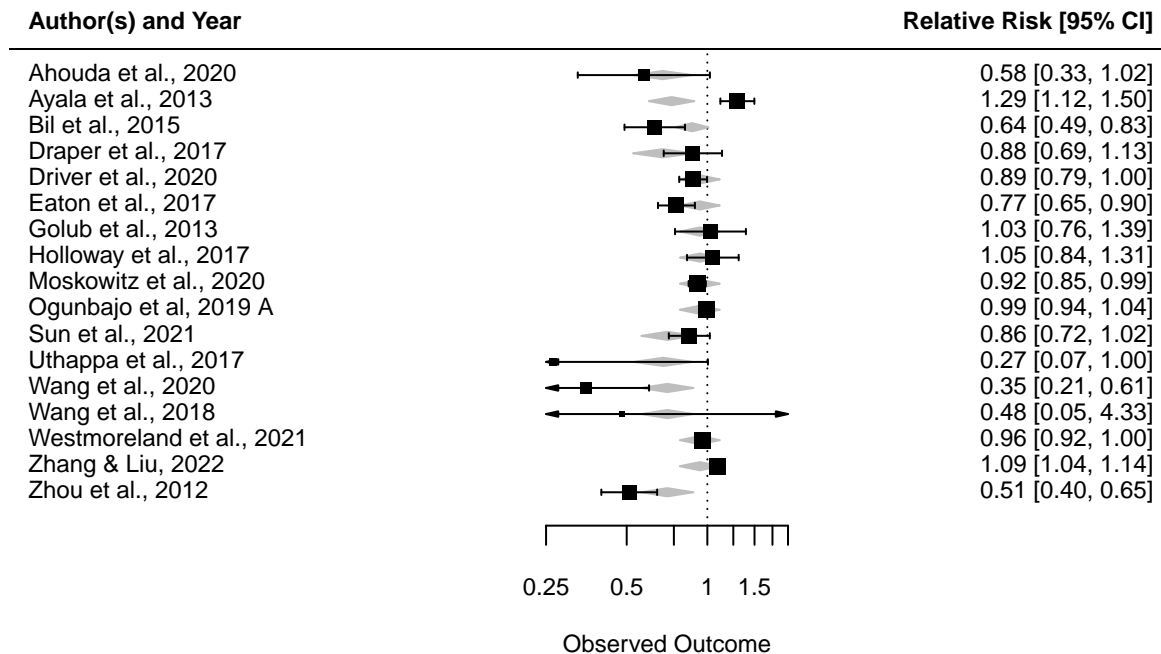 Author(s) and Year Relative Risk [95% CI]
Ahouda et al., 2020 0.58 [0.33, 1.02]
Ayala et al., 2013 1.29 [1.12, 1.50]
Bil et al., 2015 0.64 [0.49, 0.83]
Draper et al., 2017 0.88 [0.69, 1.13]
Driver et al., 2020 0.89 [0.79, 1.00]
Eaton et al., 2017 0.77 [0.65, 0.90]
Golub et al., 2013 1.03 [0.76, 1.39]
Holloway et al., 2017 1.05 [0.84, 1.31]
Moskowitz et al., 2020 0.92 [0.85, 0.99]
Ogunbajo et al, 2019 A 0.99 [0.94, 1.04]
Sun et al., 2021 0.86 [0.72, 1.02]
Uthappa et al., 2017 0.27 [0.07, 1.00]
Wang et al., 2020 0.35 [0.21, 0.61]
Wang et al., 2018 0.48 [0.05, 4.33]
Westmoreland et al., 2021 0.96 [0.92, 1.00]
Zhang & Liu, 2022 1.09 [1.04, 1.14]
Zhou et al., 2012 0.51 [0.40, 0.65]
0.25 0.5 1 1.5
Observed Outcome